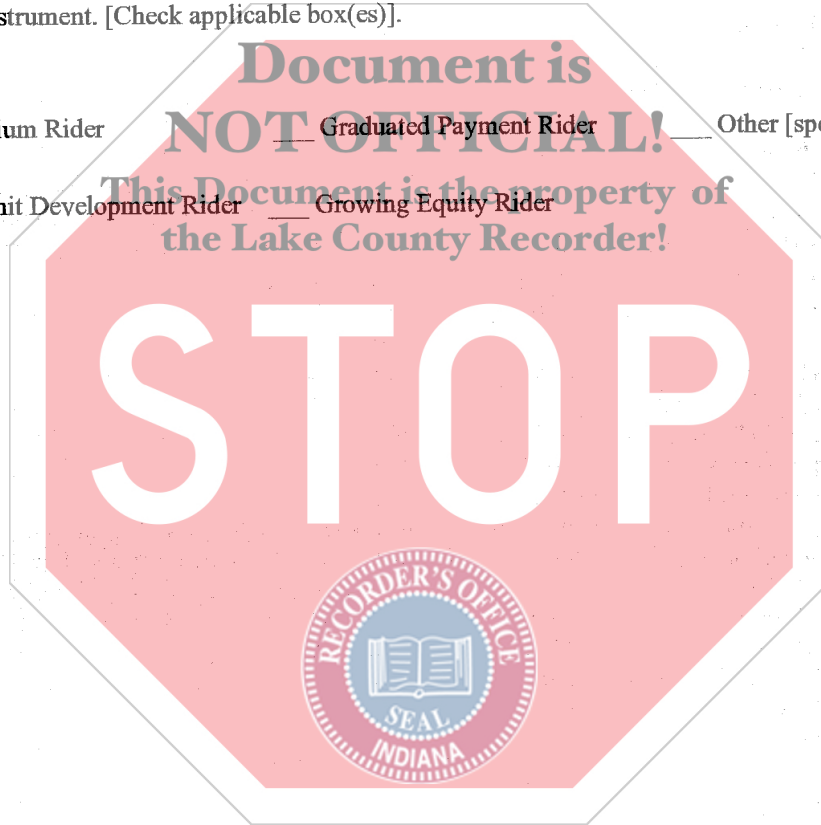 strument. [Check applicable box(es)].
Document is
ium Rider ___ Graduated Payment Rider ___ Other [spe
NOT OFFICIAL!
This Document is the property of
nit Development Rider ___ Growing Equity Rider
the Lake County Recorder!
STOP
RECORDER'S OFFICE
SEAL
INDIANA